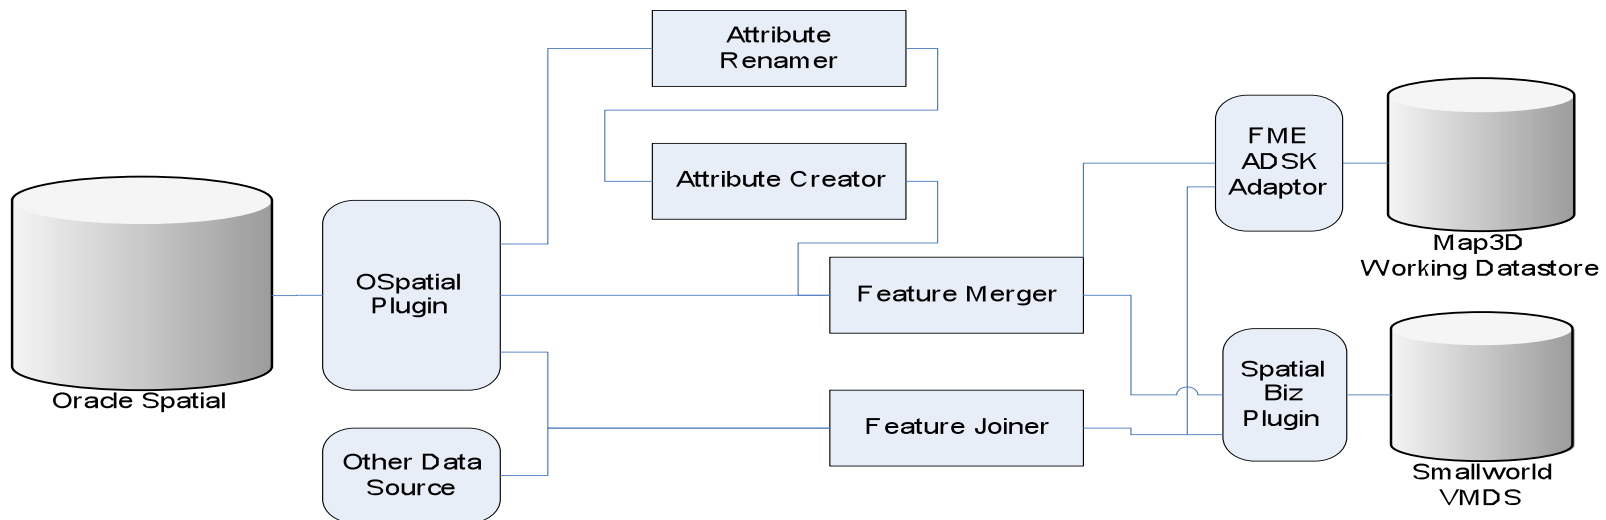 Attribute
Renamer
Attribute Creator
Oracle Spatial
OSpatial
Plugin
Feature Merger
Other Data
Source
Feature Joiner
FME
ADSK
Adaptor
Map3D
Working Datastore
Spatial
Biz
Plugin
Smallworld
VMDS